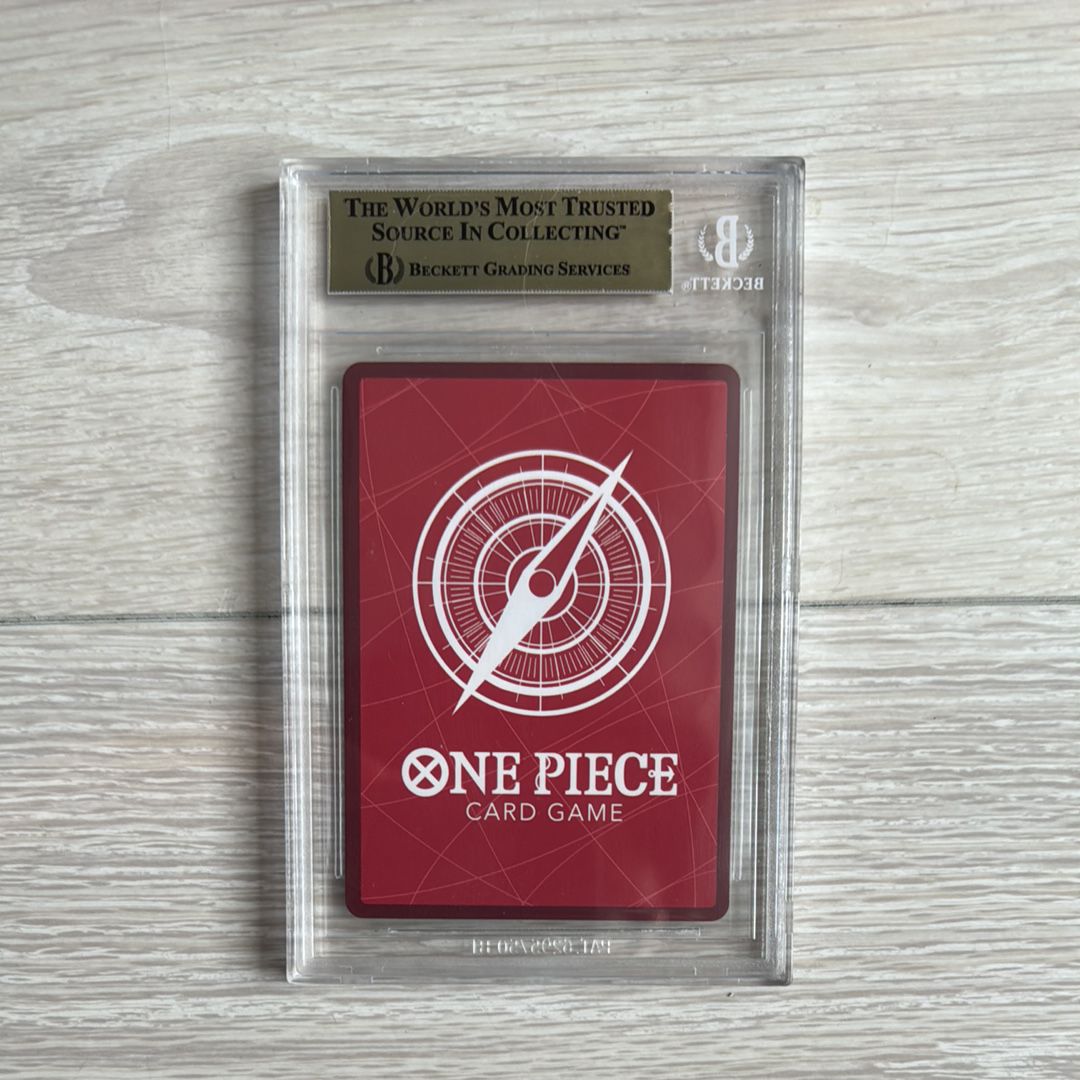 THE WORLD'S MOST TRUSTED
SOURCE IN COLLECTING™
B BECKETT GRADING SERVICES
B
BECKETT®
ONE PIECE
CARD GAME